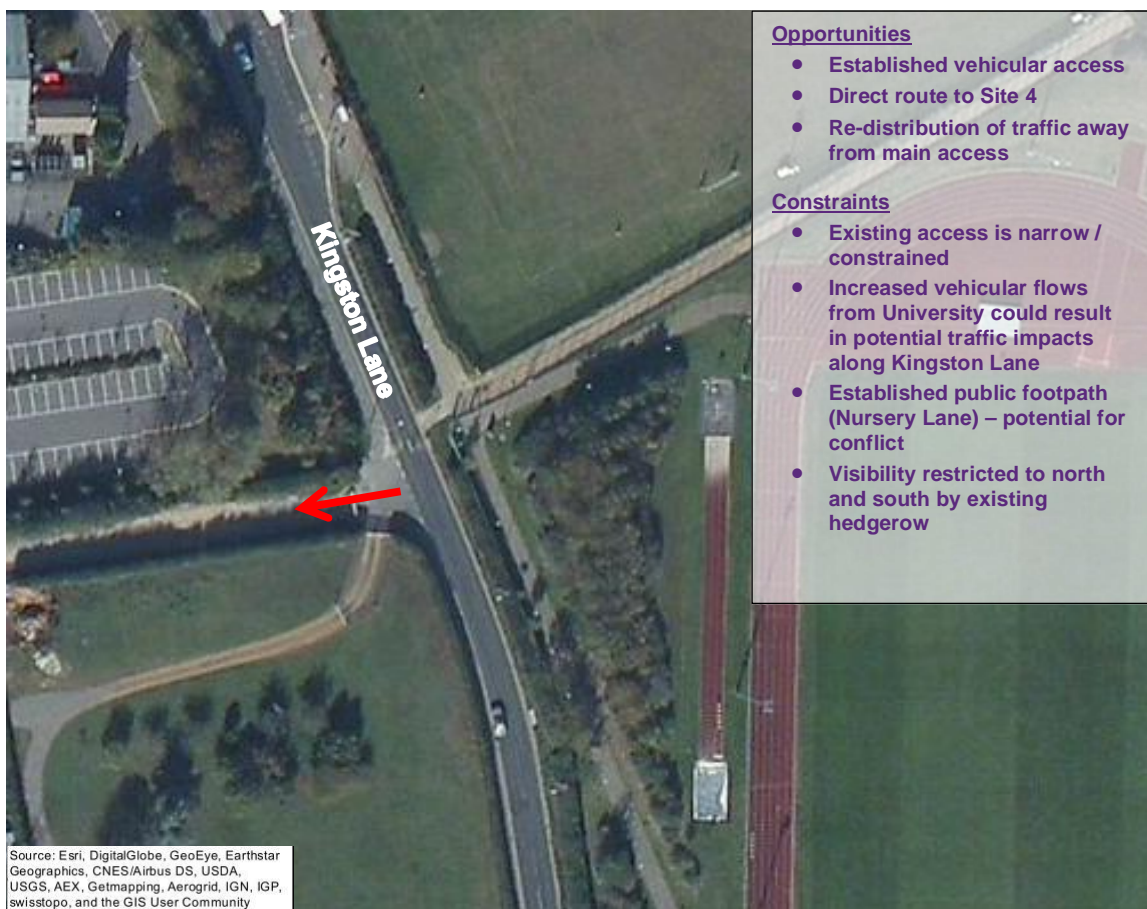 Opportunities
• Established vehicular access
• Direct route to Site 4
• Re-distribution of traffic away
from main access
Constraints
• Existing access is narrow /
constrained
• Increased vehicular flows
from University could result
in potential traffic impacts
along Kingston Lane
• Established public footpath
(Nursery Lane) – potential for
conflict
• Visibility restricted to north
and south by existing
hedgerow
Kingston Lane
Source: Esri, DigitalGlobe, GeoEye, Earthstar
Geographics, CNES/Airbus DS, USDA,
USGS, AEX, Getmapping, Aerogrid, IGN, IGP,
swisstopo, and the GIS User Community